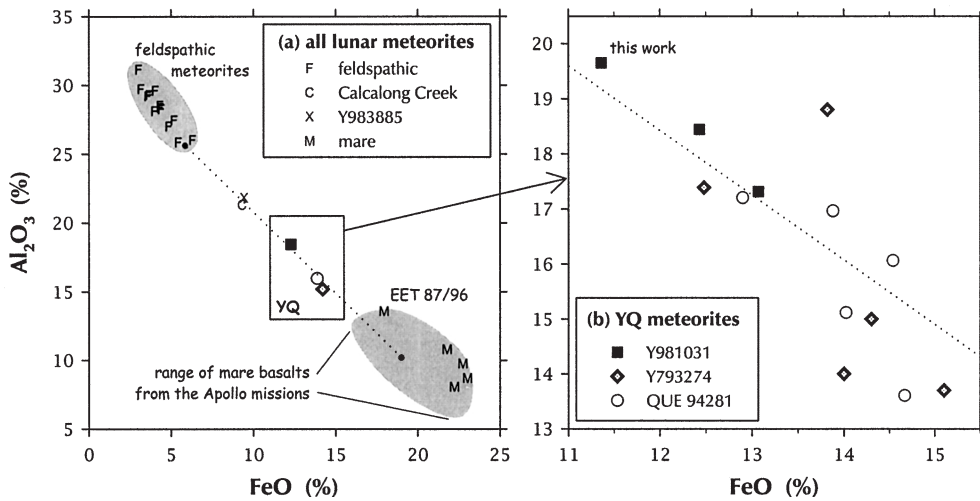 35
30
25
20
15
10
5
0
5
10
15
20
25
Al2O3 (%)
FeO (%)
feldspathic
meteorites
F
F
F
F
F
F
F
F
F
F
F
F
(a) all lunar meteorites
F feldspathic
C Calcalong Creek
X Y983885
M mare
X
C
YQ
EET 87/96
M
M
M
M
M
range of mare basalts
from the Apollo missions
20
19
18
17
16
15
14
13
11
12
13
14
15
FeO (%)
this work
(b) YQ meteorites
Y981031
Y793274
QUE 94281